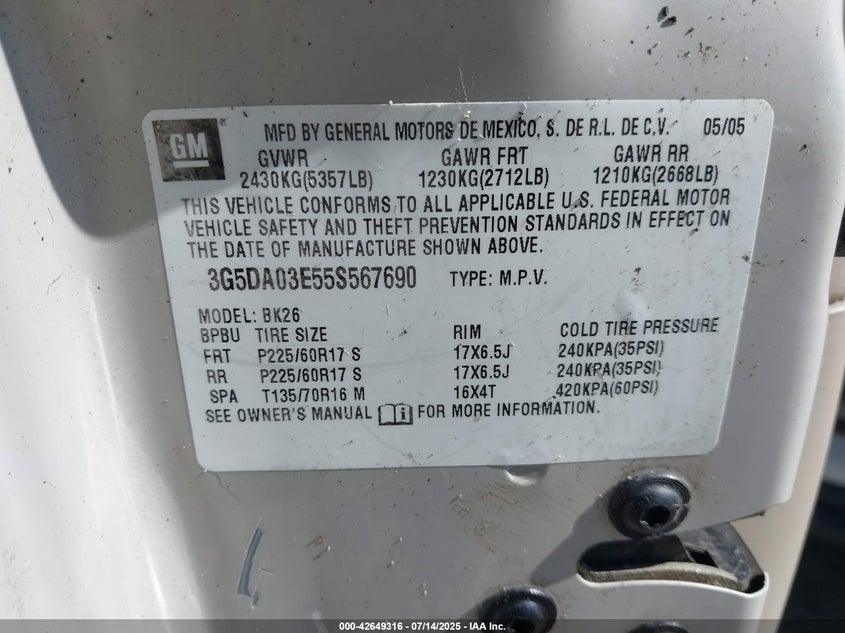 GM
MFD BY GENERAL MOTORS DE MEXICO, S. DE R.L. DE C.V. 05/05
GVWR GAWR FRT GAWR RR
2430KG(5357LB) 1230KG(2712LB) 1210KG(2668LB)
THIS VEHICLE CONFORMS TO ALL APPLICABLE U.S. FEDERAL MOTOR
VEHICLE SAFETY AND THEFT PREVENTION STANDARDS IN EFFECT ON
THE DATE OF MANUFACTURE SHOWN ABOVE.
3G5DA03E55S567690 TYPE: M.P.V.
MODEL: BK26
BPBU TIRE SIZE RIM COLD TIRE PRESSURE
FRT P225/60R17 S 17X6.5J 240KPA(35PSI)
RR P225/60R17 S 17X6.5J 240KPA(35PSI)
SPA T135/70R16 M 16X4T 420KPA(60PSI)
SEE OWNER'S MANUAL FOR MORE INFORMATION.
000-42649316 - 07/14/2025 - IAA Inc.